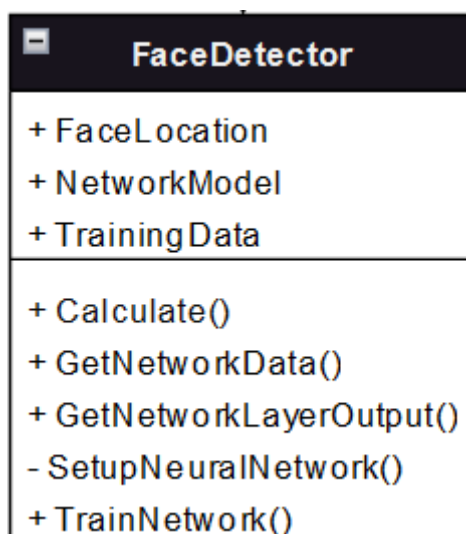 FaceDetector
+ FaceLocation
+ NetworkModel
+ TrainingData
+ Calculate()
+ GetNetworkData()
+ GetNetworkLayerOutput()
- SetupNeuralNetwork()
+ TrainNetwork()